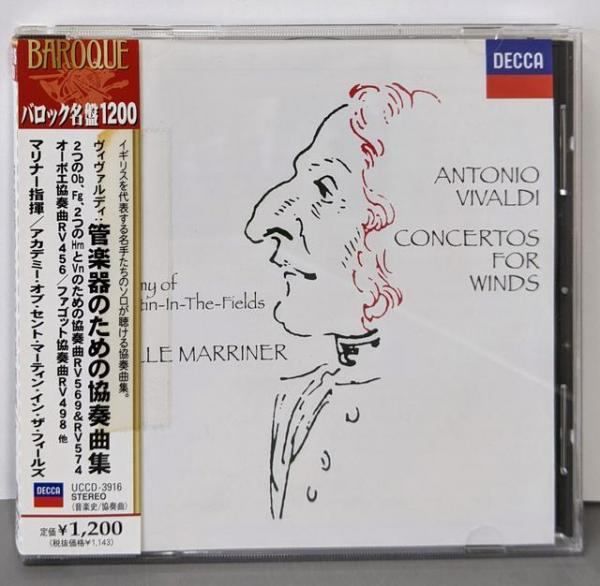 BAROQUE
バロック名盤1200
イギリスを代表する名手たちのソロが聴ける協奏曲集。
ヴィヴァルディ:管楽器のための協奏曲集
2つのOb、Fg、2つのHrnとVnのための協奏曲RV569&RV574
オーボエ協奏曲RV456/ファゴット協奏曲RV498 他
マリナー指揮/アカデミー・オブ・セント・マーティン・イン・ザ・フィールズ
DECCA
UCCD-3916
STEREO
(音楽史/協奏曲)
定価¥1,200
(税抜価格¥1,143)
DECCA
ANTONIO
VIVALDI
CONCERTOS
FOR
WINDS
my of
tin-In-The-Fields
LLE MARRINER